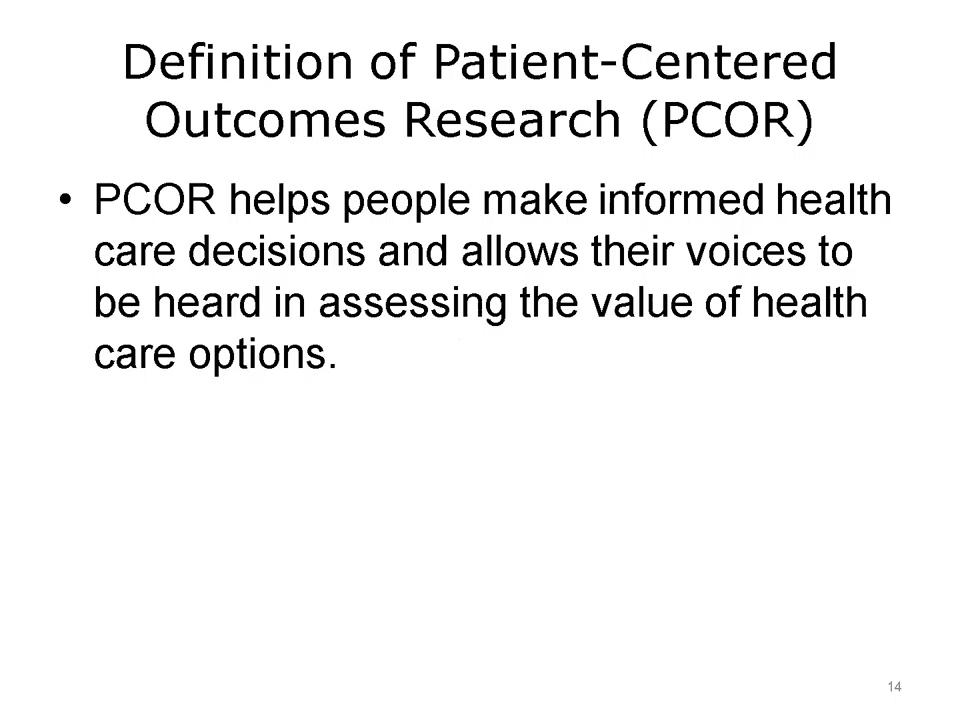 Definition of Patient-Centered
Outcomes Research (PCOR)
• PCOR helps people make informed health
care decisions and allows their voices to
be heard in assessing the value of health
care options.
14